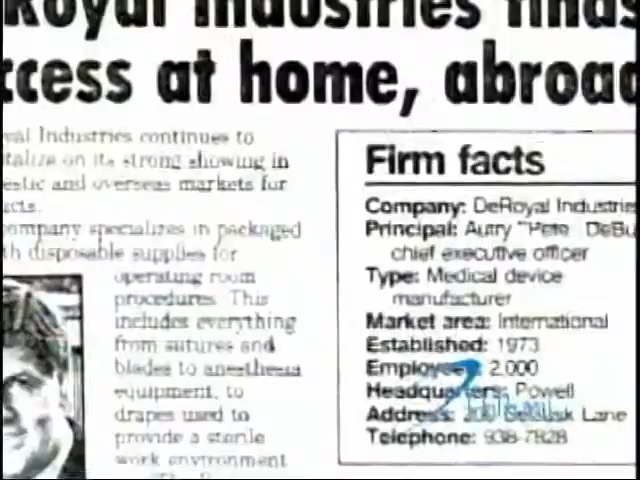 Royal Industries finds
ccess at home, abroad
yal Industries continues to
talize on its strong showing in
estic and overseas markets for
ucts.
ompany specializes in packaged
th disposable supplies for
operating room
procedures. This
includes everything
from sutures and
blades to anesthesia
equipment, to
drapes used to
provide a sterile
work environment
Firm facts
Company: DeRoyal Industries
Principal: Autry "Pete" DeBu
chief executive officer
Type: Medical device
manufacturer
Market area: International
Established: 1973
Employees: 2,000
Headquarters: Powell
Address: 200 DeBusk Lane
Telephone: 938-7828